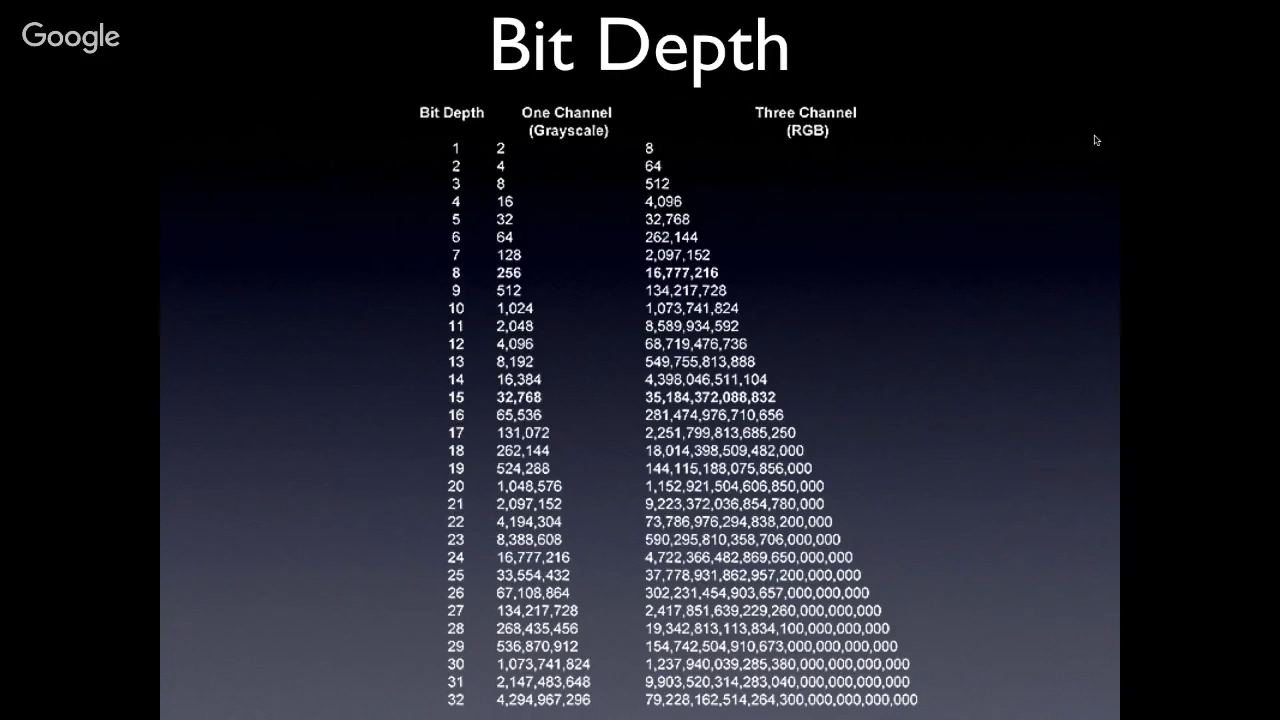 Google
Bit Depth
Bit Depth One Channel Three Channel
(Grayscale) (RGB)
1 2 8
2 4 64
3 8 512
4 16 4,096
5 32 32,768
6 64 262,144
7 128 2,097,152
8 256 16,777,216
9 512 134,217,728
10 1,024 1,073,741,824
11 2,048 8,589,934,592
12 4,096 68,719,476,736
13 8,192 549,755,813,888
14 16,384 4,398,046,511,104
15 32,768 35,184,372,088,832
16 65,536 281,474,976,710,656
17 131,072 2,251,799,813,685,250
18 262,144 18,014,398,509,482,000
19 524,288 144,115,188,075,856,000
20 1,048,576 1,152,921,504,606,850,000
21 2,097,152 9,223,372,036,854,780,000
22 4,194,304 73,786,976,294,838,200,000
23 8,388,608 590,295,810,358,706,000,000
24 16,777,216 4,722,366,482,869,650,000,000
25 33,554,432 37,778,931,862,957,200,000,000
26 67,108,864 302,231,454,903,657,000,000,000
27 134,217,728 2,417,851,639,229,260,000,000,000
28 268,435,456 19,342,813,113,834,100,000,000,000
29 536,870,912 154,742,504,910,673,000,000,000,000
30 1,073,741,824 1,237,940,039,285,380,000,000,000,000
31 2,147,483,648 9,903,520,314,283,040,000,000,000,000
32 4,294,967,296 79,228,162,514,264,300,000,000,000,000